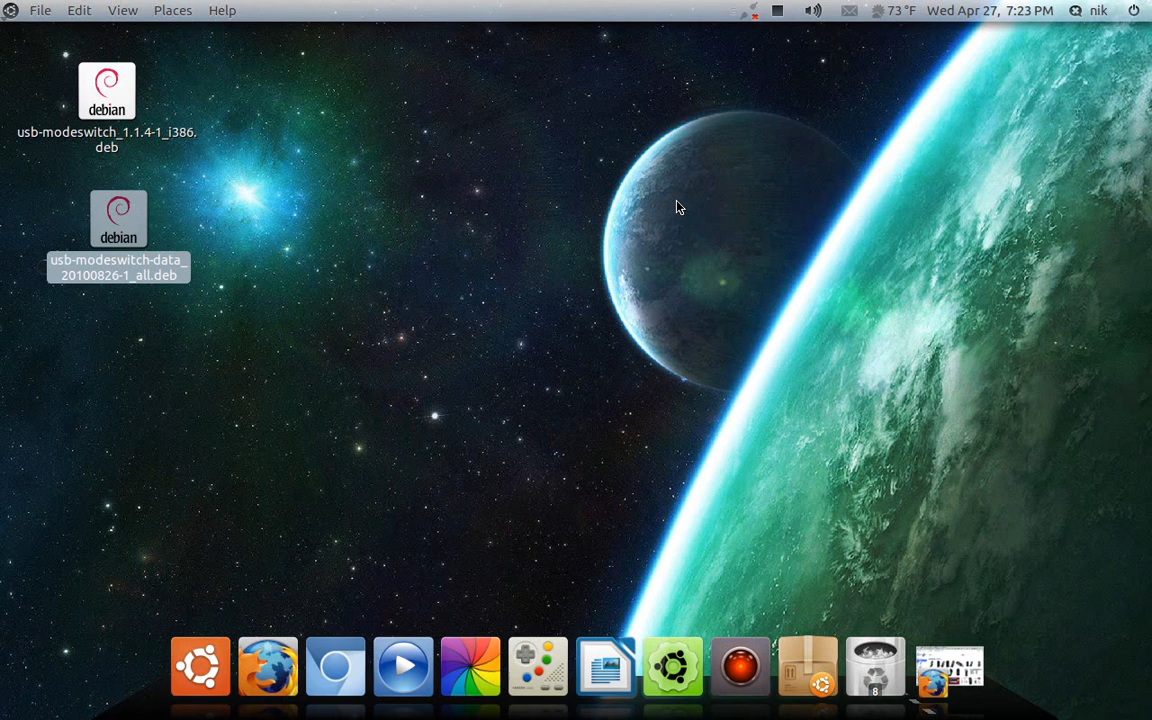 File Edit View Places Help 73 °F Wed Apr 27, 7:23 PM nik
debian
usb-modeswitch_1.1.4-1_i386.
deb
debian
usb-modeswitch-data_
20100826-1_all.deb
8